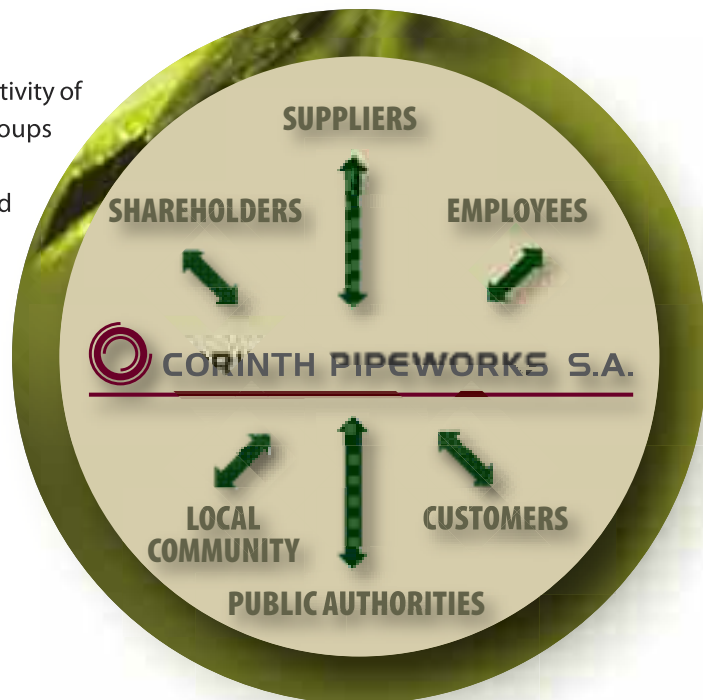 tivity of
oups
d
SUPPLIERS
SHAREHOLDERS
EMPLOYEES
CORINTH PIPEWORKS S.A.
LOCAL
COMMUNITY
CUSTOMERS
PUBLIC AUTHORITIES